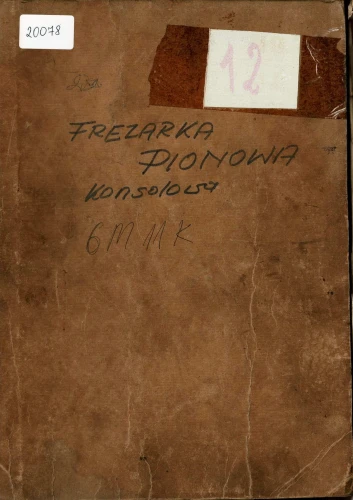 20078
12
FREZARKA
PIONOWA
Konsolowa
6M11K